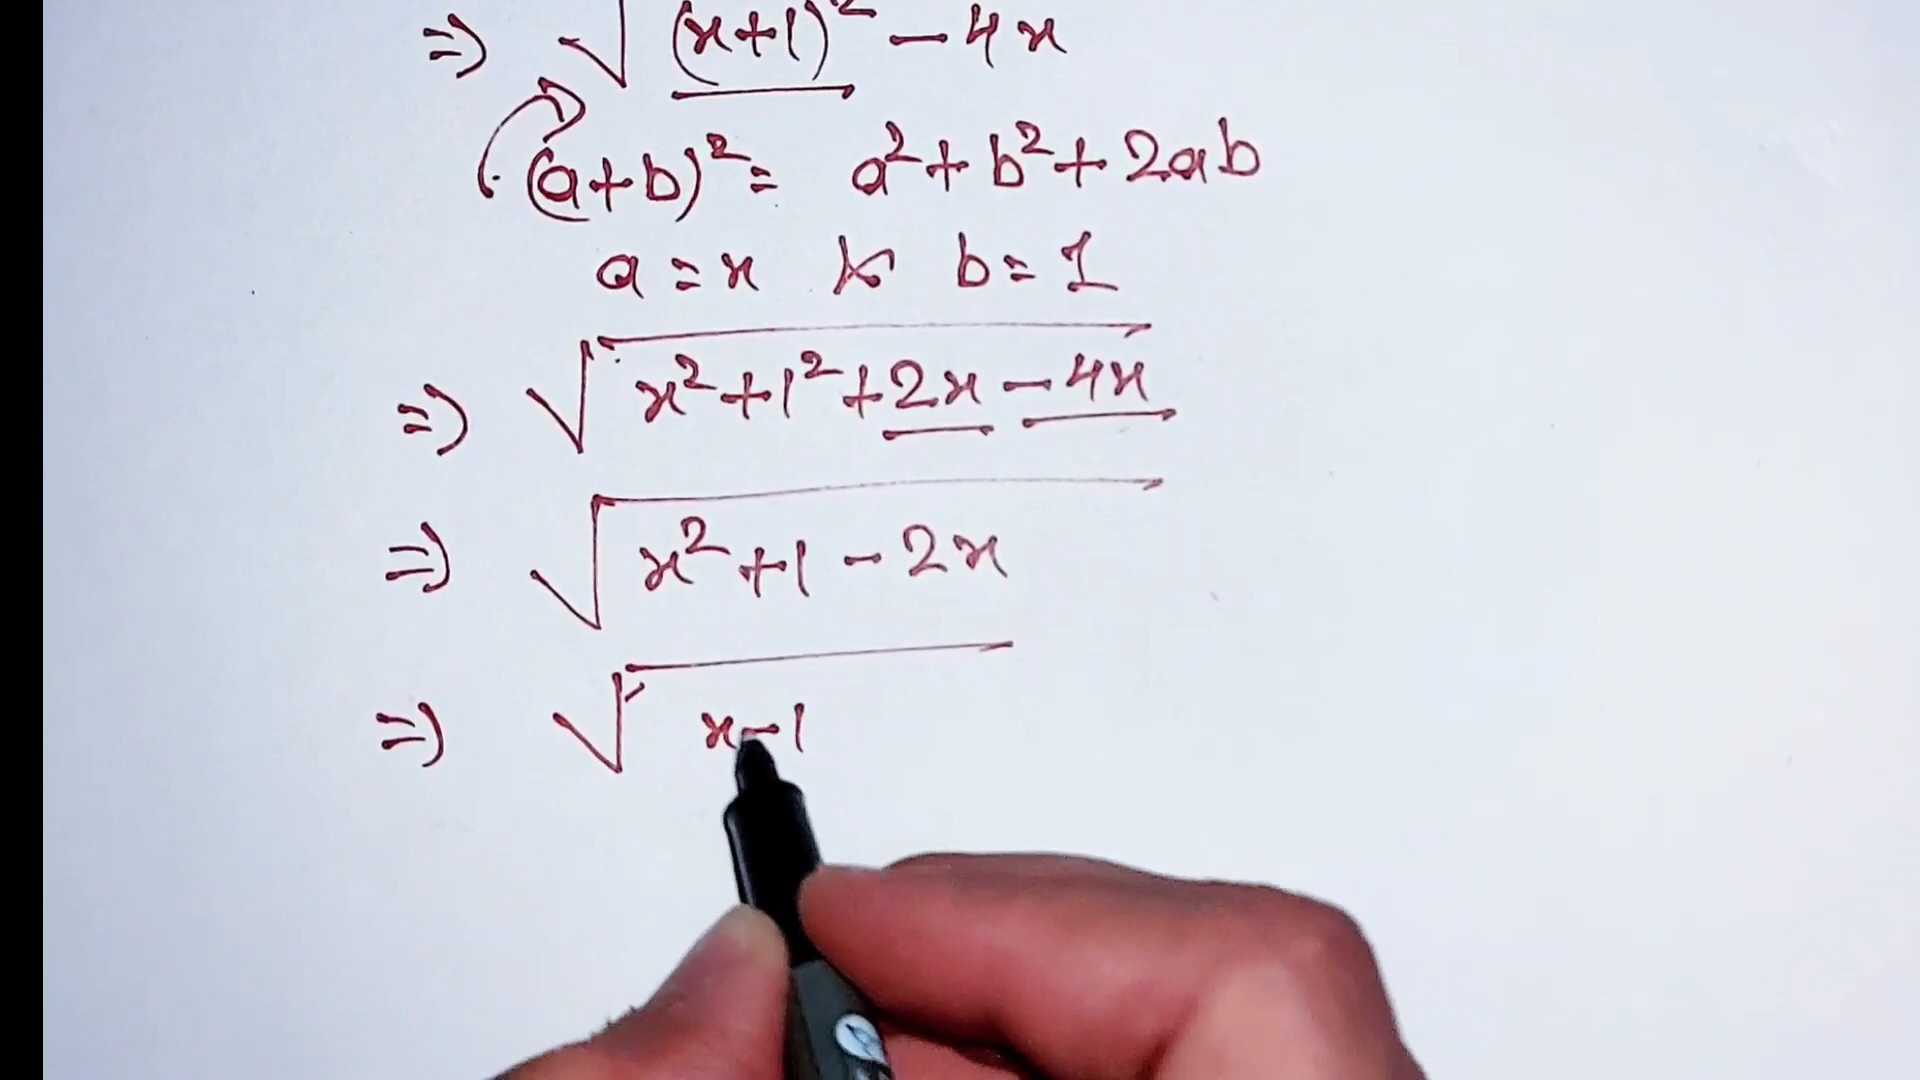 ⇒ √(x+1)² - 4x
(a+b)² = a² + b² + 2ab
a = x & b = 1
⇒ √x² + 1² + 2x - 4x
⇒ √x² + 1 - 2x
⇒ √x - 1